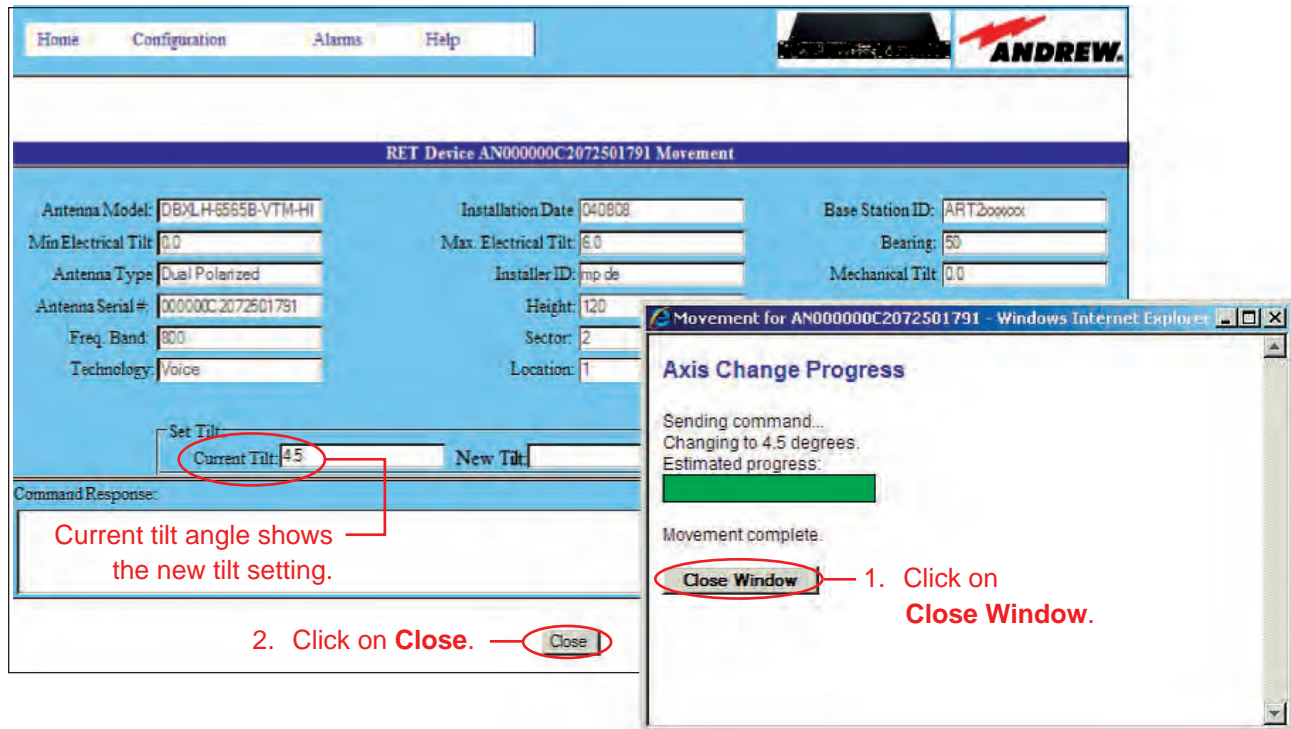 Home Configuration Alarms Help
ANDREW.
RET Device AN000000C2072501791 Movement
Antenna Model: DBXLH-6565B-VTM-HI
Installation Date 040808
Base Station ID: ART2xxxxxx
Min Electrical Tilt 0.0
Max. Electrical Tilt: 6.0
Bearing: 50
Antenna Type Dual Polarized
Installer ID: mp de
Mechanical Tilt 0.0
Antenna Serial #: 000000C2072501791
Height: 120
Freq. Band: 800
Sector: 2
Technology: Voice
Location: 1
Set Tilt:
Current Tilt: 4.5 New Tilt:
Command Response:
Current tilt angle shows
the new tilt setting.
2. Click on Close.
Close
Movement for AN000000C2072501791 - Windows Internet Explorer
Axis Change Progress
Sending command...
Changing to 4.5 degrees.
Estimated progress:
Movement complete.
Close Window
1. Click on
Close Window.